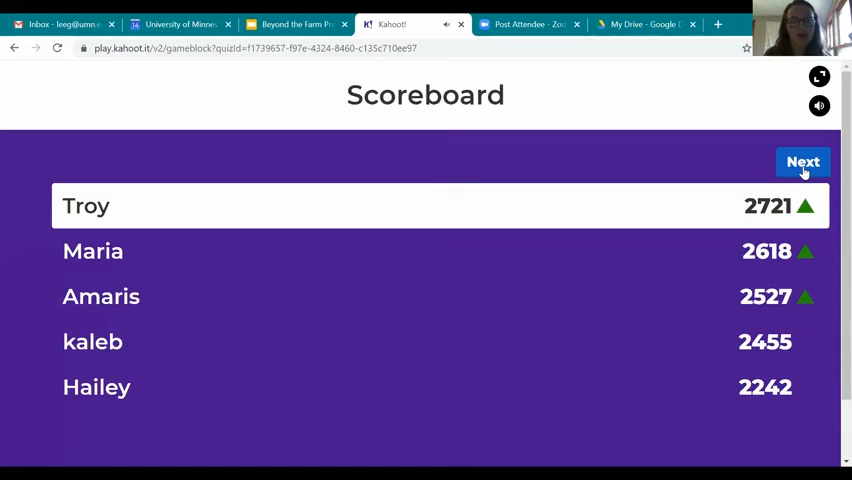 Inbox - leeg@umn.e
University of Minnes
Beyond the Farm Pre
Kahoot!
Post Attendee - Zoo
My Drive - Google D
play.kahoot.it/v2/gameblock?quizId=f1739657-f97e-4324-8460-c135c710ee97
Scoreboard
Next
Troy 2721
Maria 2618
Amaris 2527
kaleb 2455
Hailey 2242